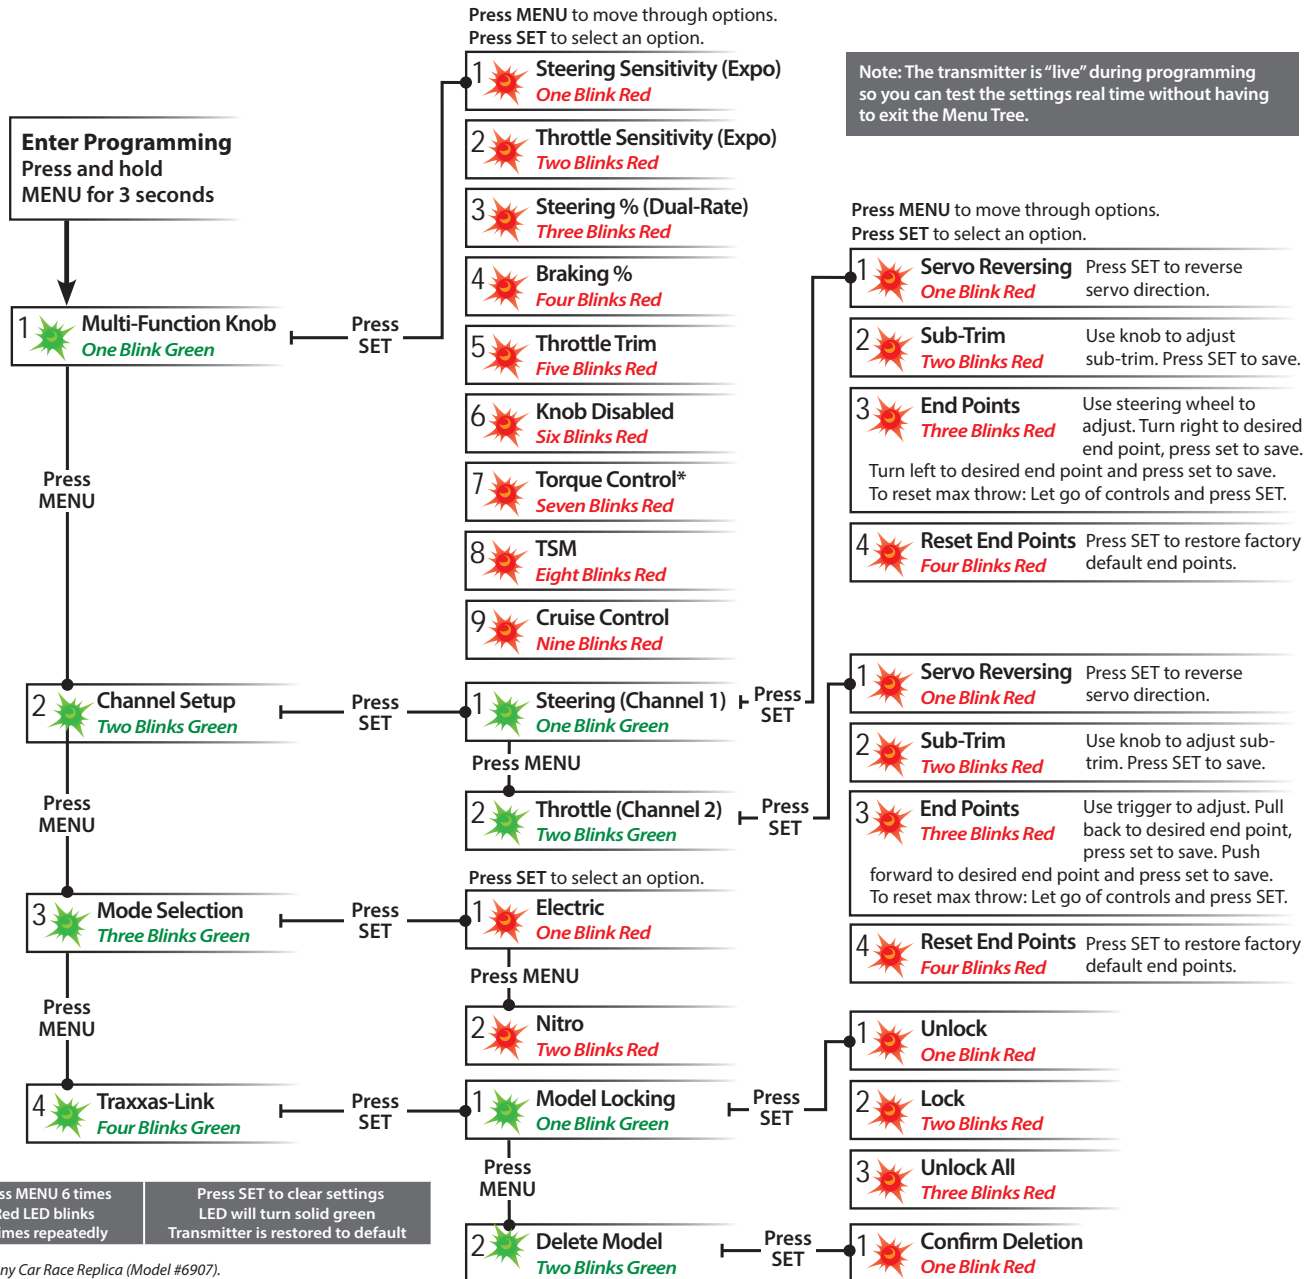 Press MENU to move through options.
Press SET to select an option.
1 Steering Sensitivity (Expo)
One Blink Red
2 Throttle Sensitivity (Expo)
Two Blinks Red
3 Steering % (Dual-Rate)
Three Blinks Red
4 Braking %
Four Blinks Red
5 Throttle Trim
Five Blinks Red
6 Knob Disabled
Six Blinks Red
7 Torque Control*
Seven Blinks Red
8 TSM
Eight Blinks Red
9 Cruise Control
Nine Blinks Red
Note: The transmitter is "live" during programming
so you can test the settings real time without having
to exit the Menu Tree.
Enter Programming
Press and hold
MENU for 3 seconds
1 Multi-Function Knob
One Blink Green
Press
SET
Press
MENU
2 Channel Setup
Two Blinks Green
Press
SET
1 Steering (Channel 1)
One Blink Green
Press
SET
Press MENU
2 Throttle (Channel 2)
Two Blinks Green
Press
SET
Press MENU to move through options.
Press SET to select an option.
1 Servo Reversing
One Blink Red
Press SET to reverse
servo direction.
2 Sub-Trim
Two Blinks Red
Use knob to adjust
sub-trim. Press SET to save.
3 End Points
Three Blinks Red
Use steering wheel to
adjust. Turn right to desired
end point, press set to save.
Turn left to desired end point and press set to save.
To reset max throw: Let go of controls and press SET.
4 Reset End Points
Four Blinks Red
Press SET to restore factory
default end points.
1 Servo Reversing
One Blink Red
Press SET to reverse
servo direction.
2 Sub-Trim
Two Blinks Red
Use knob to adjust sub-
trim. Press SET to save.
3 End Points
Three Blinks Red
Use trigger to adjust. Pull
back to desired end point,
press set to save. Push
forward to desired end point and press set to save.
To reset max throw: Let go of controls and press SET.
4 Reset End Points
Four Blinks Red
Press SET to restore factory
default end points.
Press
MENU
3 Mode Selection
Three Blinks Green
Press
SET
Press SET to select an option.
1 Electric
One Blink Red
Press MENU
2 Nitro
Two Blinks Red
Press
MENU
4 Traxxas-Link
Four Blinks Green
Press
SET
1 Model Locking
One Blink Green
Press
SET
1 Unlock
One Blink Red
2 Lock
Two Blinks Red
3 Unlock All
Three Blinks Red
Press
MENU
2 Delete Model
Two Blinks Green
Press
SET
1 Confirm Deletion
One Blink Red
ss MENU 6 times
Red LED blinks
imes repeatedly
Press SET to clear settings
LED will turn solid green
Transmitter is restored to default
ny Car Race Replica (Model #6907).